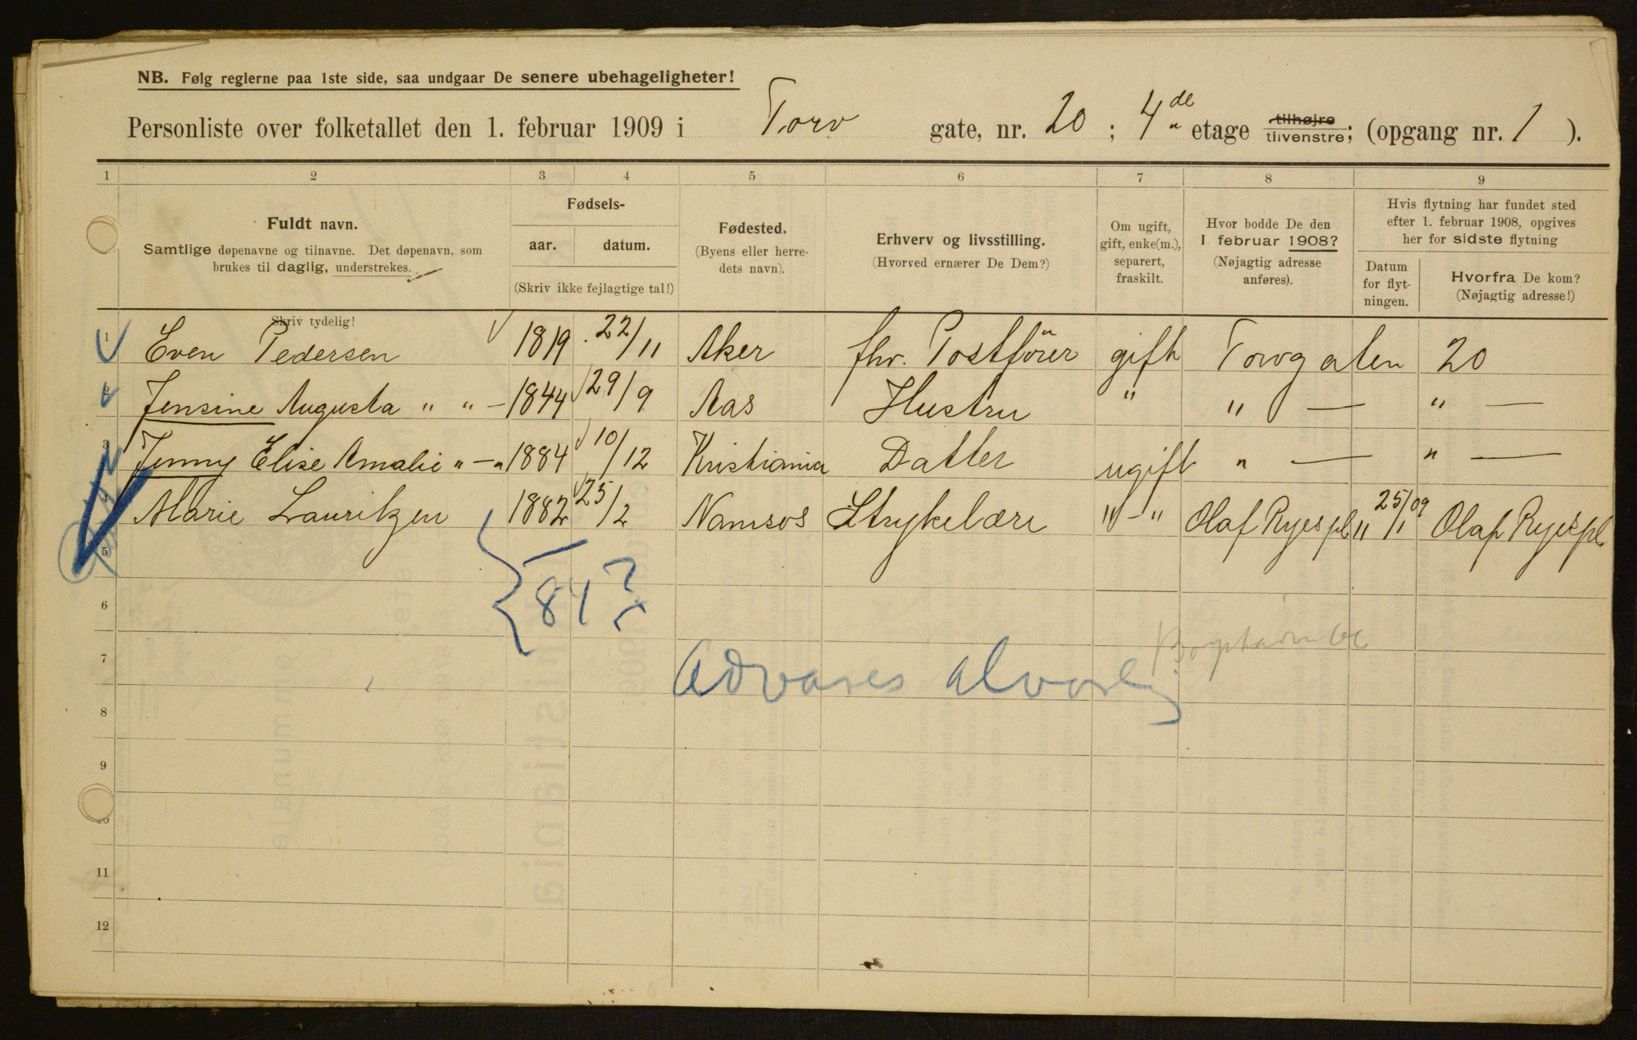 NB. Følg reglerne paa 1ste side, saa undgaar De senere ubehageligheter!
Personliste over folketallet den 1. februar 1909 i Torv gate, nr. 20 ; 4de etage tilhøjre tilvenstre; (opgang nr. 1 ).
1 2 3 4 5 6 7 8 9
Fuldt navn.
Samtlige døpenavne og tilnavne. Det døpenavn, som
brukes til daglig, understrekes.
Skriv tydelig!
Fødsels-
aar. datum.
(Skriv ikke fejlagtige tal!)
Fødested.
(Byens eller herre-
dets navn).
Erhverv og livsstilling.
(Hvorved ernærer De Dem?)
Om ugift,
gift, enke(m.),
separert,
fraskilt.
Hvor bodde De den
1 februar 1908?
(Nøjagtig adresse
anføres).
Hvis flytning har fundet sted
efter 1. februar 1908, opgives
her for sidste flytning
Datum
for flyt-
ningen.
Hvorfra De kom?
(Nøjagtig adresse!)
1 Even Pedersen 1819 22/11 Aker fhv. Postfører gift Torvgaten 20
2 Jensine Augusta " " – 1844 29/9 Aas Hustru " " — " —
3 Jenny Elise Amalie " – " 1884 10/12 Kristiania Datter ugift " — " —
4 Marie Lauritzen 1882 25/2 Namsos Strykelære " – " Olaf Ryes pl " 25/1 09 Olaf Ryes pl
5
{84?
6
7
Advares alvorlig
8
9
10
11
12